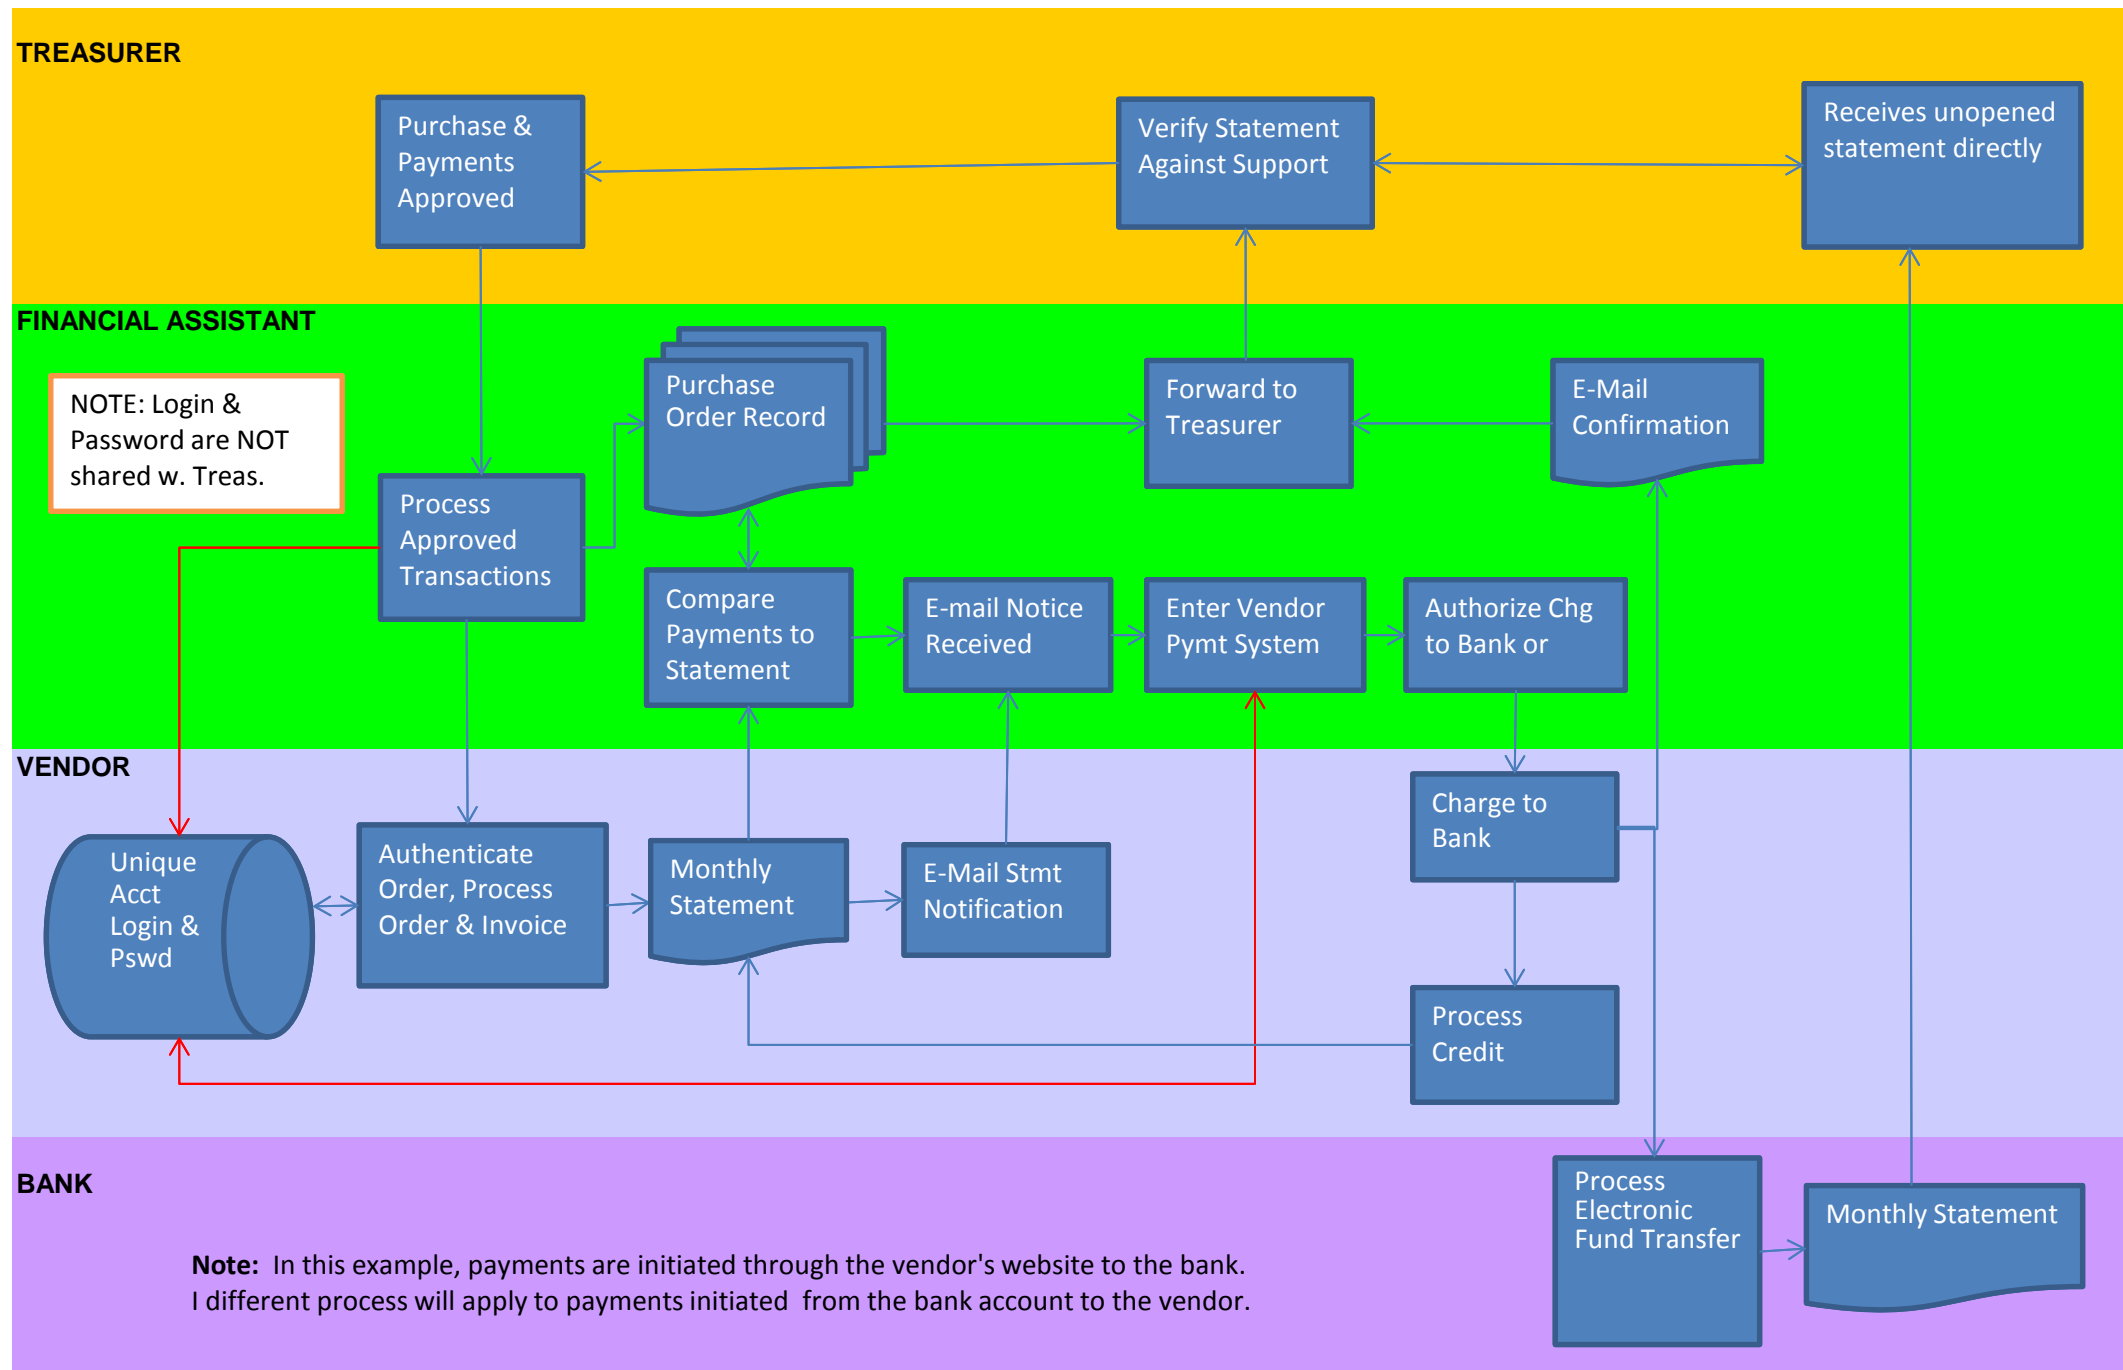 TREASURER
Purchase &
Payments
Approved
Verify Statement
Against Support
Receives unopened
statement directly
FINANCIAL ASSISTANT
NOTE: Login &
Password are NOT
shared w. Treas.
Purchase
Order Record
Forward to
Treasurer
E-Mail
Confirmation
Process
Approved
Transactions
Compare
Payments to
Statement
E-mail Notice
Received
Enter Vendor
Pymt System
Authorize Chg
to Bank or
VENDOR
Unique
Acct
Login &
Pswd
Authenticate
Order, Process
Order & Invoice
Monthly
Statement
E-Mail Stmt
Notification
Charge to
Bank
Process
Credit
BANK
Process
Electronic
Fund Transfer
Monthly Statement
Note:  In this example, payments are initiated through the vendor's website to the bank.
I different process will apply to payments initiated  from the bank account to the vendor.